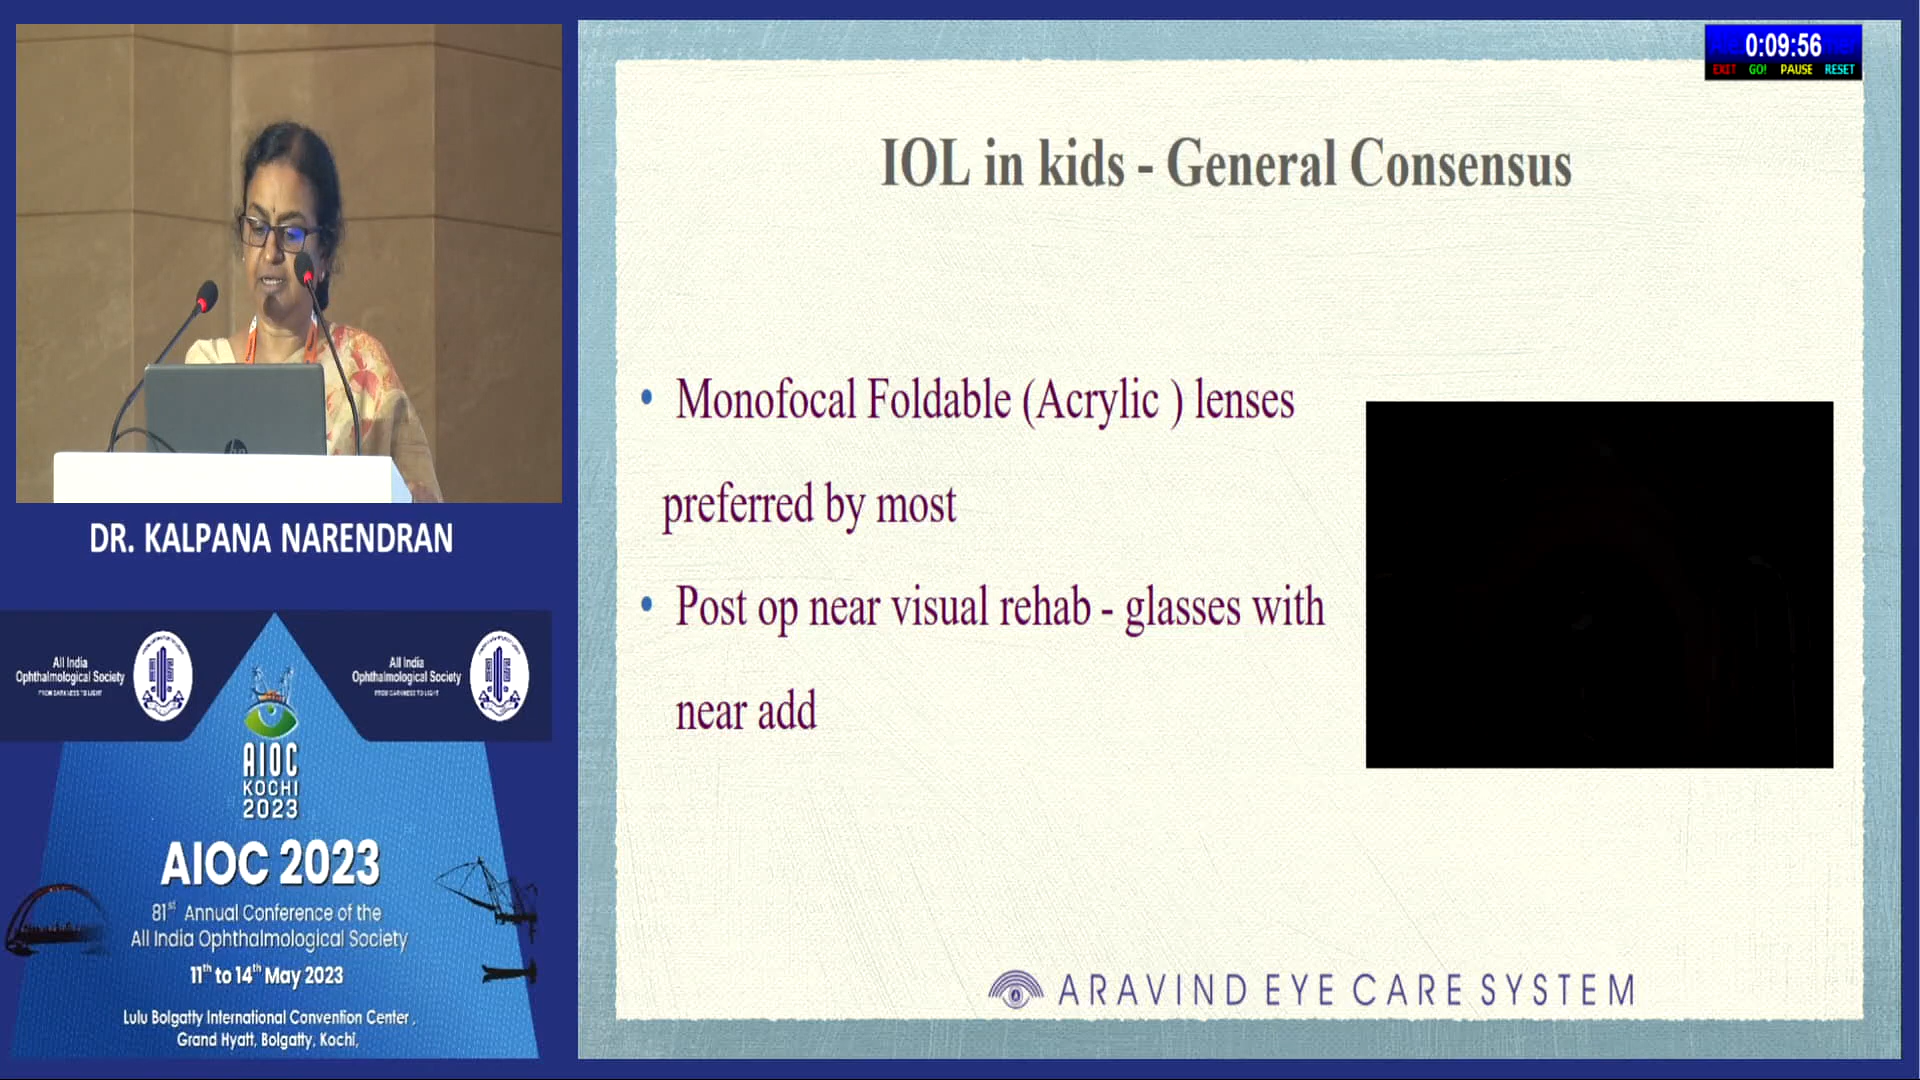 0:09:56
EXIT GO! PAUSE RESET
IOL in kids - General Consensus
• Monofocal Foldable (Acrylic ) lenses
preferred by most
• Post op near visual rehab - glasses with
near add
ARAVIND EYE CARE SYSTEM
DR. KALPANA NARENDRAN
All India
Ophthalmological Society
FROM DARKNESS TO LIGHT
All India
Ophthalmological Society
FROM DARKNESS TO LIGHT
AIOC
KOCHI
2023
AIOC 2023
81st Annual Conference of the
All India Ophthalmological Society
11th to 14th May 2023
Lulu Bolgatty International Convention Center ,
Grand Hyatt, Bolgatty, Kochi,